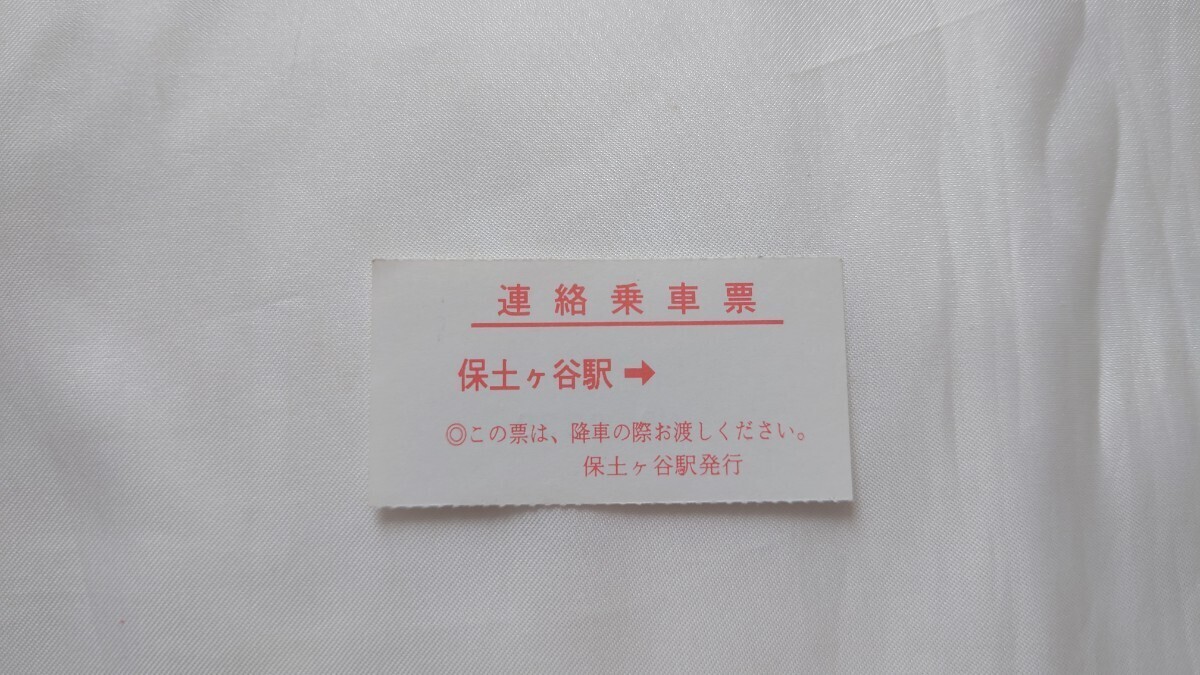 連絡乗車票
保土ヶ谷駅➡
◎この票は、降車の際お渡しください。
保土ヶ谷駅発行